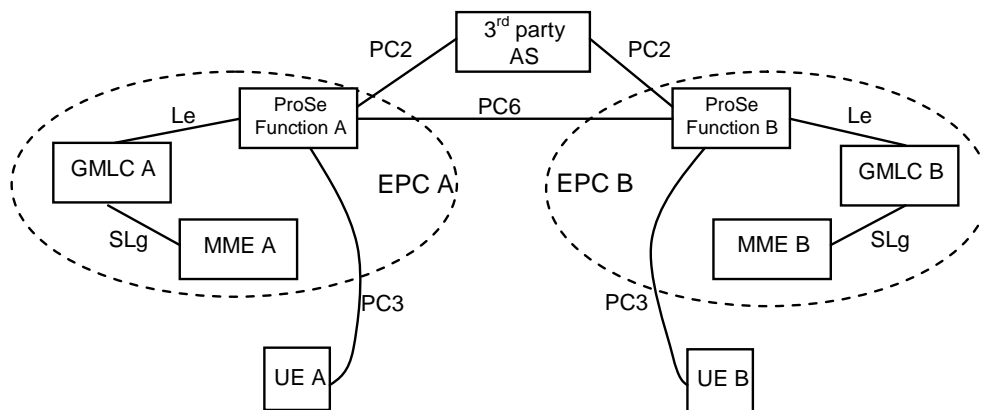 3rd party
AS
PC2
PC2
ProSe
Function A
PC6
ProSe
Function B
Le
Le
GMLC A
EPC A
EPC B
GMLC B
SLg
MME A
MME B
SLg
PC3
PC3
UE A
UE B